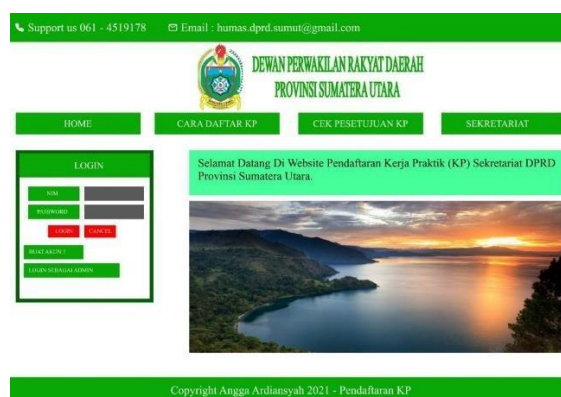 Support us 061 - 4519178
Email : humas.dprd.sumut@gmail.com
DEWAN PERWAKILAN RAKYAT DAERAH
PROVINSI SUMATERA UTARA
HOME
CARA DAFTAR KP
CEK PESETUJUAN KP
SEKRETARIAT
LOGIN
NIM
PASSWORD
LOGIN
CANCEL
BUAT AKUN ?
LOGIN SEBAGAI ADMIN
Selamat Datang Di Website Pendaftaran Kerja Praktik (KP) Sekretariat DPRD
Provinsi Sumatera Utara.
Copyright Angga Ardiansyah 2021 - Pendaftaran KP